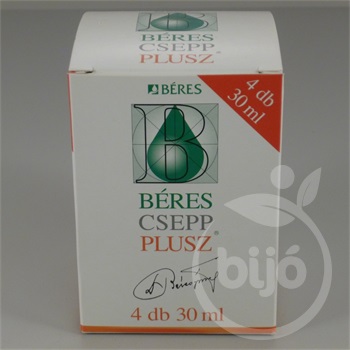 BÉRES
4 db
30 ml
B
BÉRES
CSEPP
PLUSZ®
4 db 30 ml
bijó